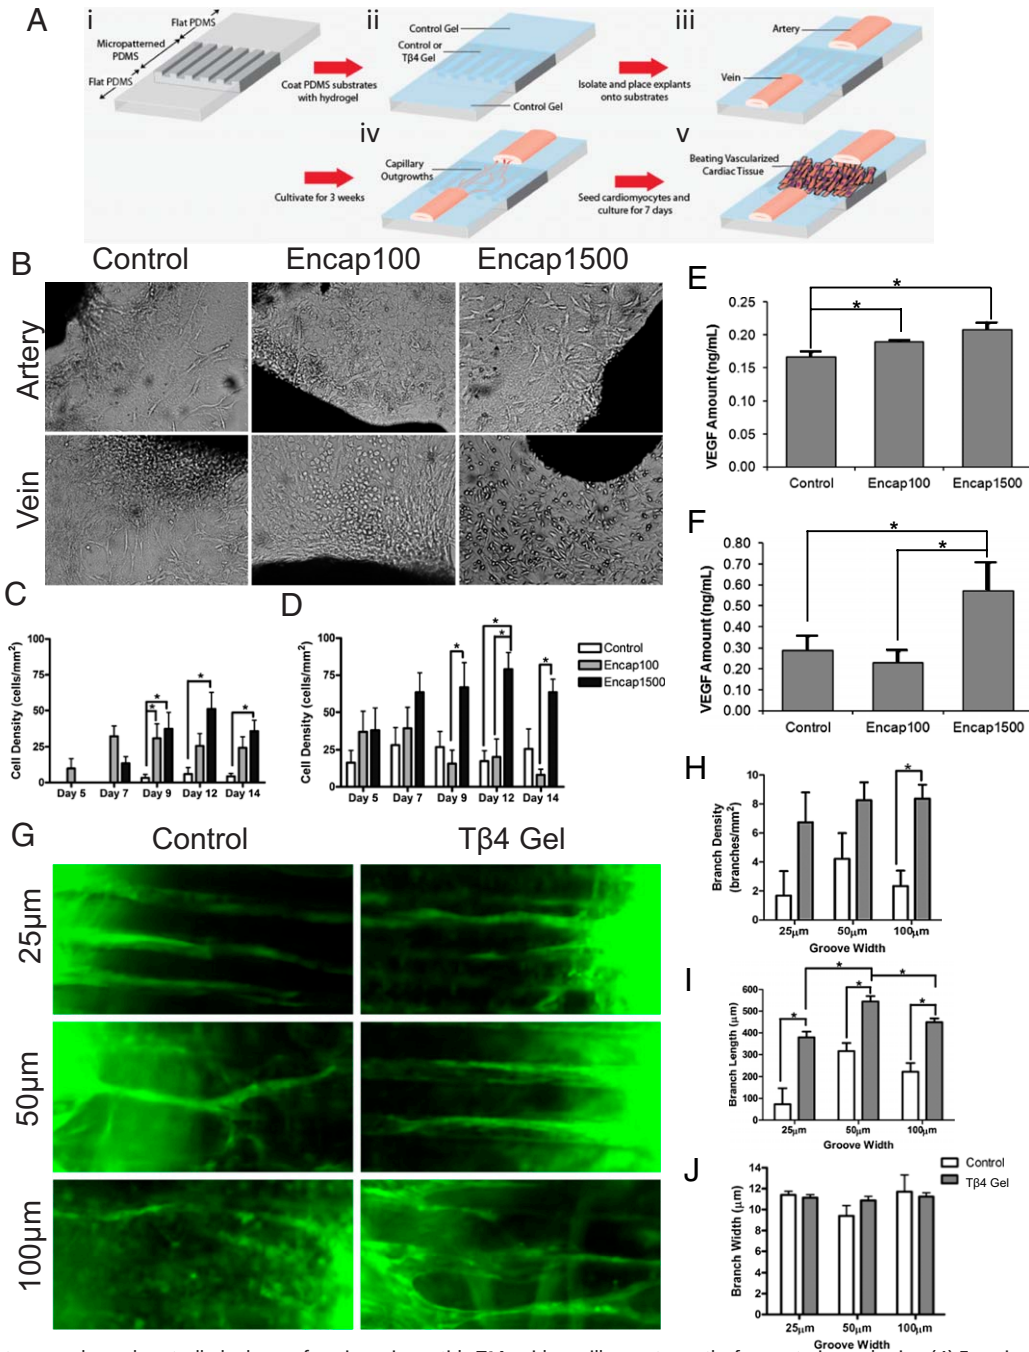 A
i
Flat PDMS
Micropatterned
PDMS
Flat PDMS
Coat PDMS substrates
with hydrogel
ii
Control Gel
Control or
Tβ4 Gel
Control Gel
Isolate and place explants
onto substrates
iii
Artery
Vein
Cultivate for 3 weeks
iv
Capillary
Outgrowths
Seed cardiomyocytes and
culture for 7 days
v
Beating Vascularized
Cardiac Tissue
B
Control Encap100 Encap1500
Artery
Vein
C
Cell Density (cells/mm²)
100
75
50
25
0
Day 5 Day 7 Day 9 Day 12 Day 14
* * * *
D
Cell Density (cells/mm²)
100
75
50
25
0
Day 5 Day 7 Day 9 Day 12 Day 14
* * * *
Control
Encap100
Encap1500
E
VEGF Amount (ng/mL)
0.25
0.20
0.15
0.10
0.05
0.00
Control Encap100 Encap1500
* *
F
VEGF Amount (ng/mL)
0.80
0.70
0.60
0.50
0.40
0.30
0.20
0.10
0.00
Control Encap100 Encap1500
* *
G
Control Tβ4 Gel
25μm
50μm
100μm
H
Branch Density
(branches/mm²)
10
8
6
4
2
0
25μm 50μm 100μm
Groove Width
*
I
Branch Length (μm)
600
500
400
300
200
100
0
25μm 50μm 100μm
Groove Width
* * * * *
J
Branch Width (μm)
14
12
10
8
6
4
2
0
25μm 50μm 100μm
Groove Width
Control
Tβ4 Gel